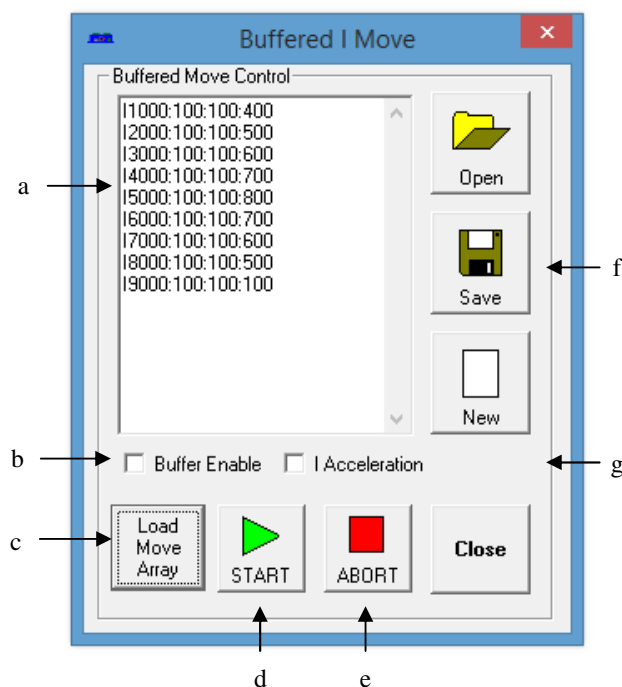 Buffered I Move
Buffered Move Control
I1000:100:100:400
I2000:100:100:500
I3000:100:100:600
I4000:100:100:700
I5000:100:100:800
I6000:100:100:700
I7000:100:100:600
I8000:100:100:500
I9000:100:100:100
Open
Save
New
Buffer Enable
I Acceleration
Load
Move
Array
START
ABORT
Close
a
b
c
d
e
f
g